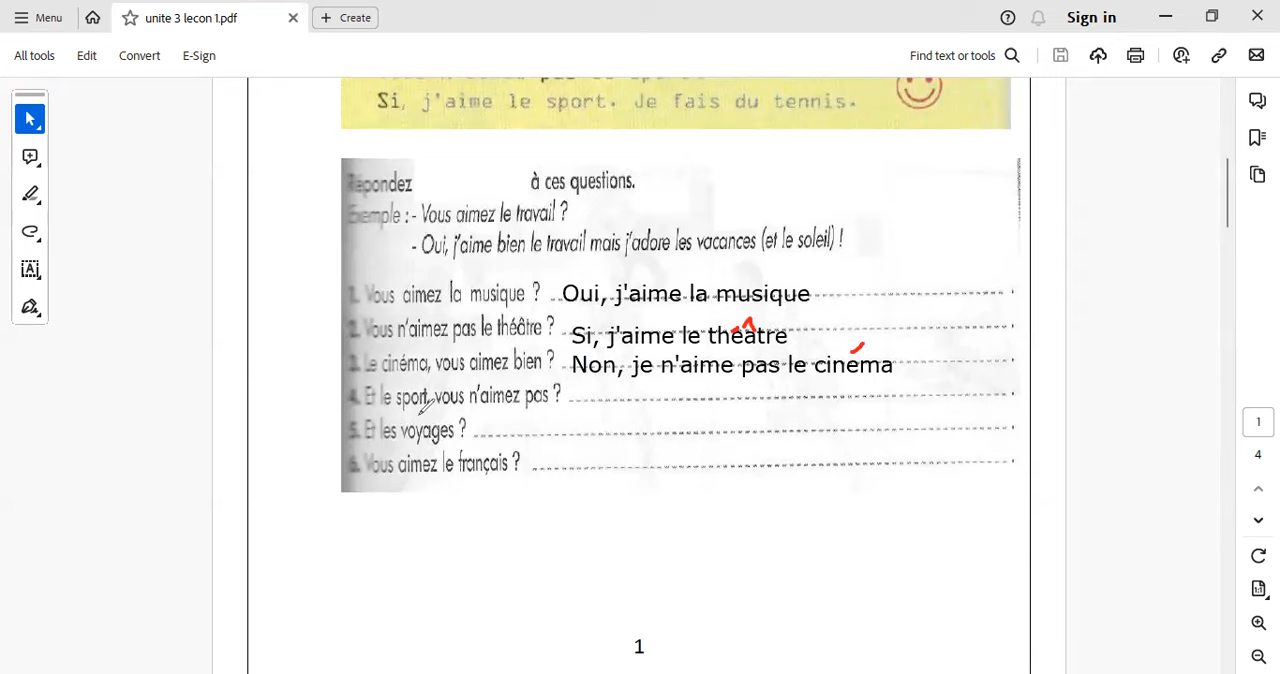 Menu
unite 3 lecon 1.pdf
Create
Sign in
All tools Edit Convert E-Sign
Find text or tools
Si, j'aime le sport. Je fais du tennis.
Répondez à ces questions.
Exemple : - Vous aimez le travail ?
- Oui, j'aime bien le travail mais j'adore les vacances (et le soleil) !
1. Vous aimez la musique ? Oui, j'aime la musique
2. Vous n'aimez pas le théâtre ? Si, j'aime le théâtre
3. Le cinéma, vous aimez bien ? Non, je n'aime pas le cinéma
4. Et le sport, vous n'aimez pas ?
5. Et les voyages ?
6. Vous aimez le français ?
1
4
1